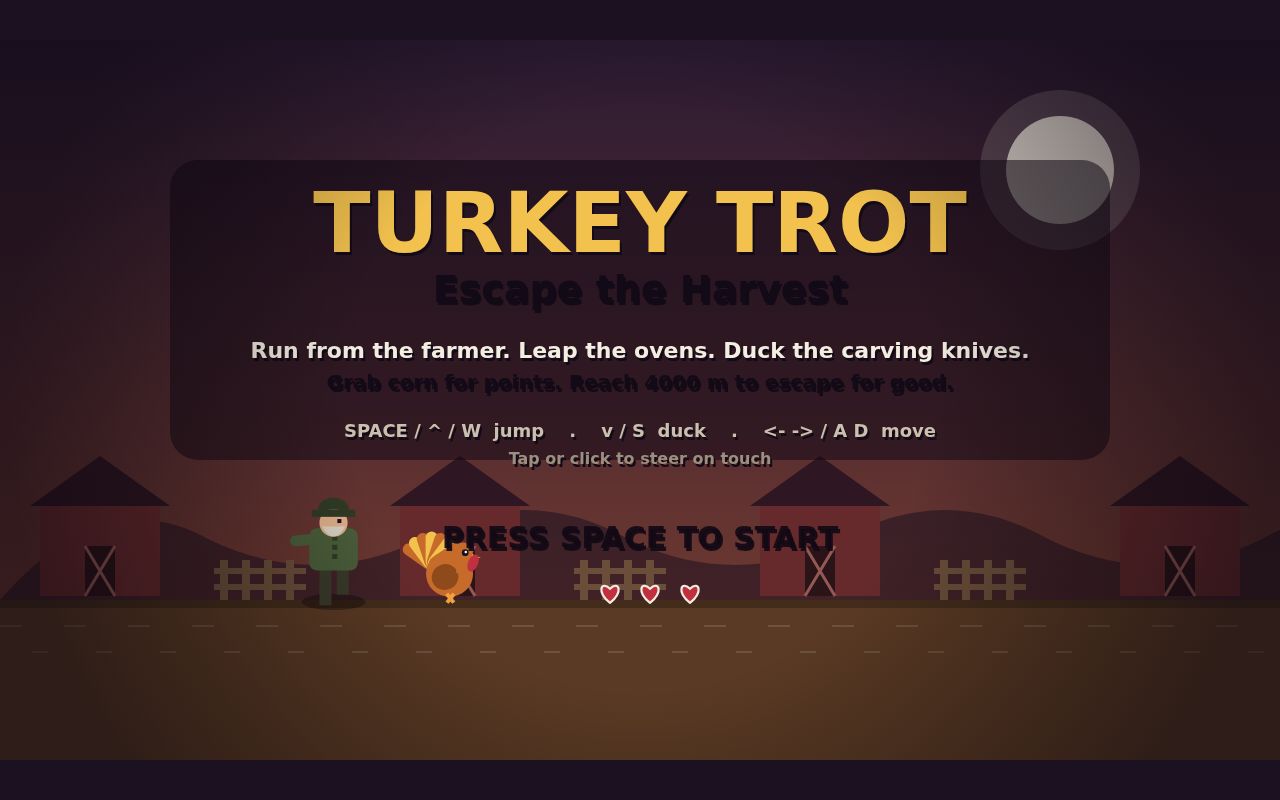 TURKEY TROT
Escape the Harvest
Run from the farmer. Leap the ovens. Duck the carving knives.
Grab corn for points. Reach 4000 m to escape for good.
SPACE / ^ / W  jump    .    v / S  duck    .    <- -> / A D  move
Tap or click to steer on touch
PRESS SPACE TO START